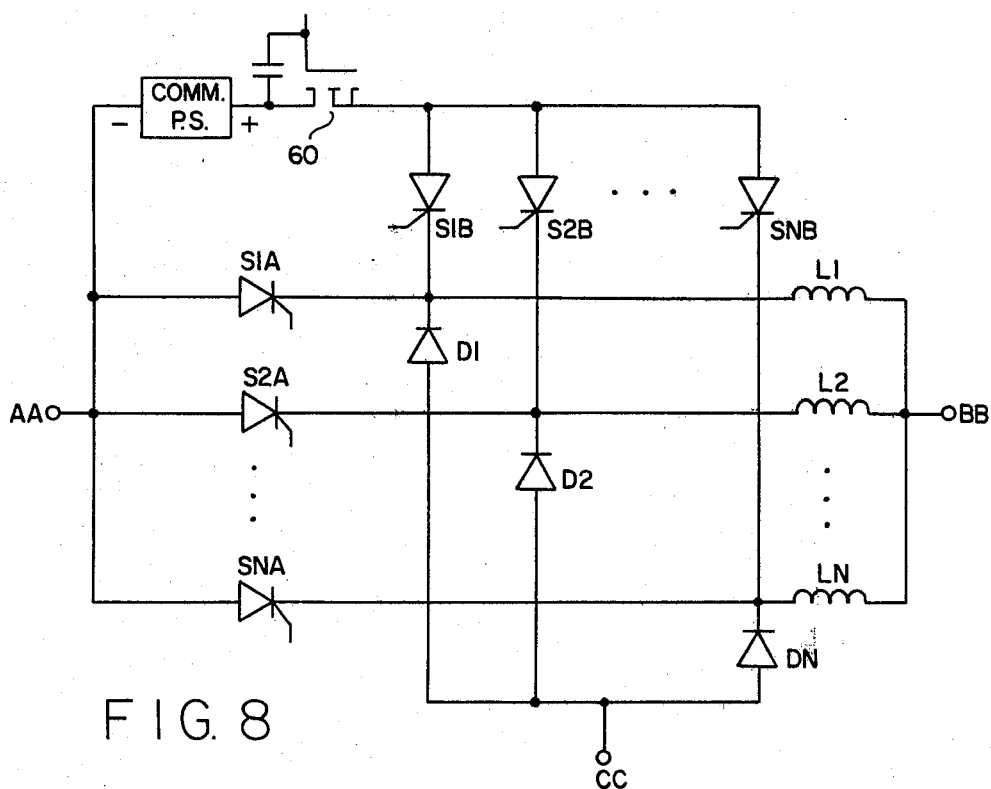 COMM.
P.S.
- +
60
S1B S2B . . . SNB
S1A L1
D1
S2A L2
AA BB
D2
SNA LN
DN
FIG. 8
CC